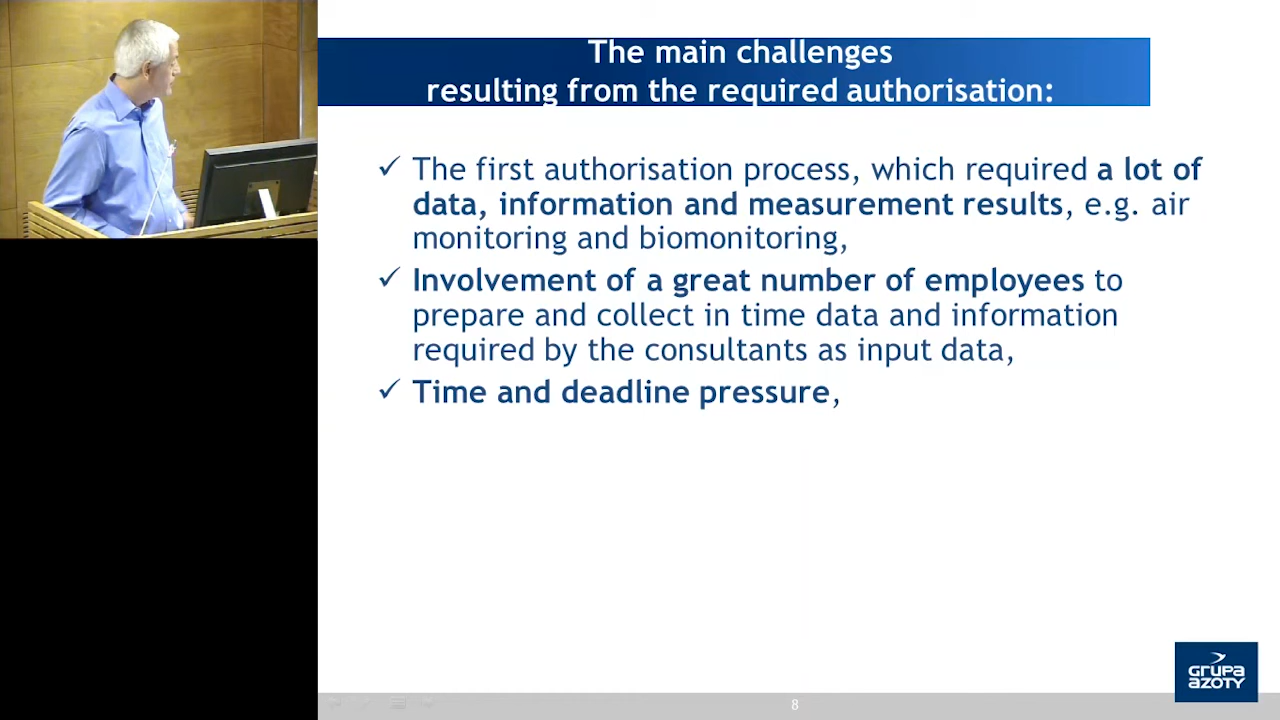 The main challenges
resulting from the required authorisation:
✓ The first authorisation process, which required a lot of
data, information and measurement results, e.g. air
monitoring and biomonitoring,
✓ Involvement of a great number of employees to
prepare and collect in time data and information
required by the consultants as input data,
✓ Time and deadline pressure,
GRUPA
AZOTY
8